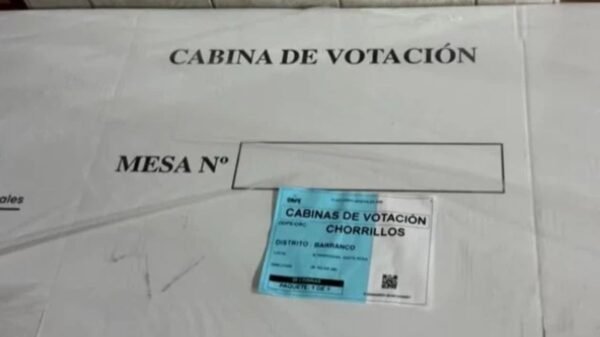 CABINA DE VOTACIÓN
MESA Nº
ales
CABINAS DE VOTACIÓN
CHORRILLOS
DISTRITO : BARRANCO
PAQUETE: 1 DE 1